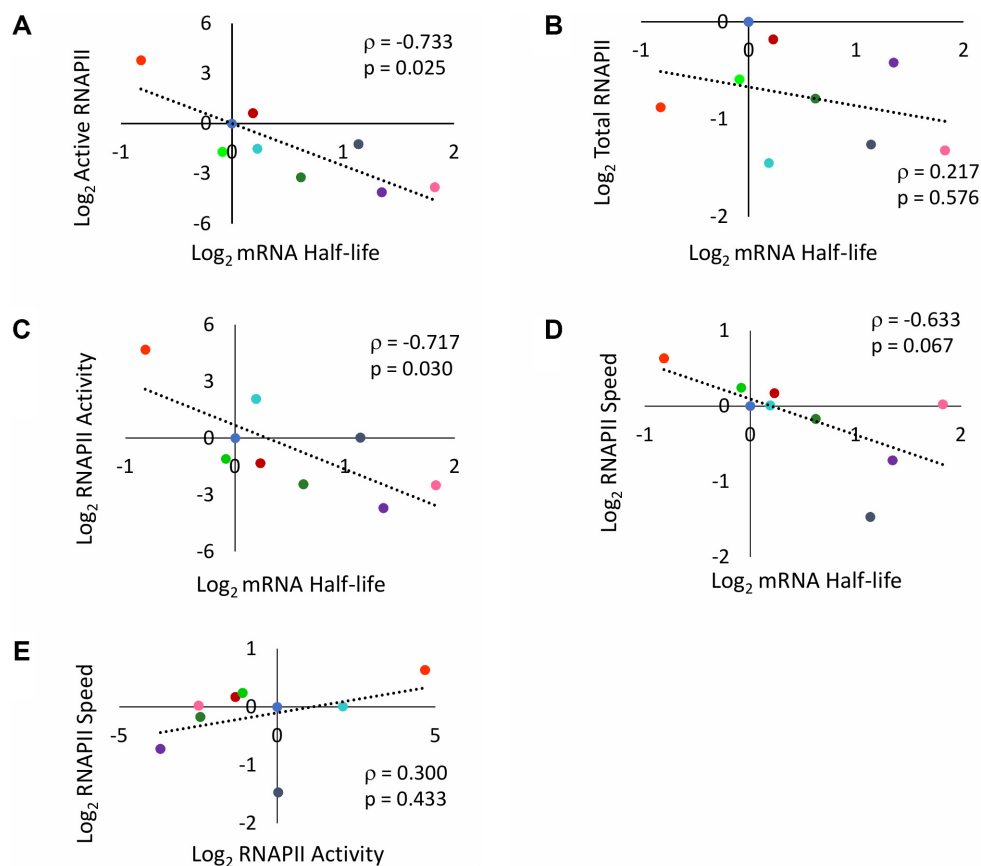 A
Log2 Active RNAPII
6
3
0
-3
-6
-1
0
1
2
ρ = -0.733
p = 0.025
Log2 mRNA Half-life
B
Log2 Total RNAPII
-0
-1
-2
-1
0
1
2
ρ = 0.217
p = 0.576
Log2 mRNA Half-life
C
Log2 RNAPII Activity
6
3
0
-3
-6
-1
0
1
2
ρ = -0.717
p = 0.030
Log2 mRNA Half-life
D
Log2 RNAPII Speed
1
0
-1
-2
-1
0
1
2
ρ = -0.633
p = 0.067
Log2 mRNA Half-life
E
Log2 RNAPII Speed
1
0
-1
-2
-5
0
5
ρ = 0.300
p = 0.433
Log2 RNAPII Activity